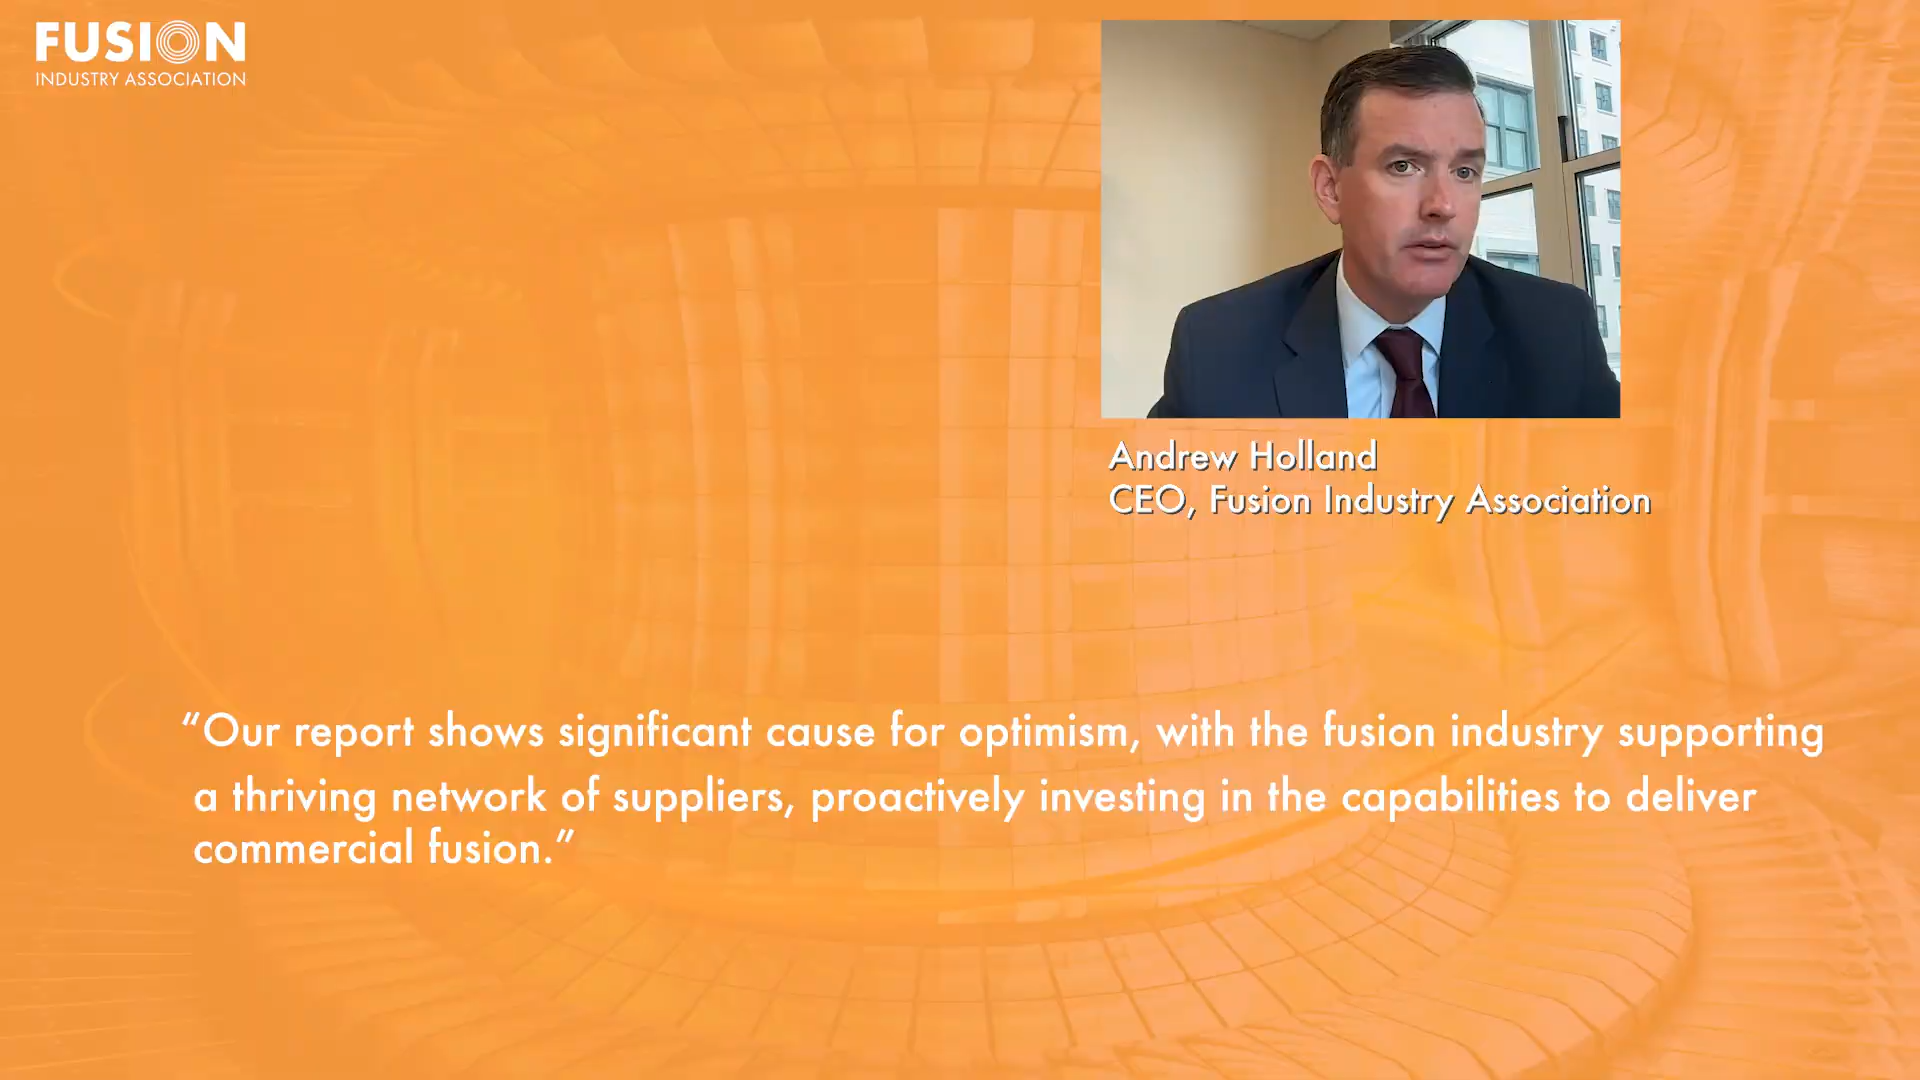 FUSION
INDUSTRY ASSOCIATION
Andrew Holland
CEO, Fusion Industry Association
“Our report shows significant cause for optimism, with the fusion industry supporting
a thriving network of suppliers, proactively investing in the capabilities to deliver
commercial fusion.”